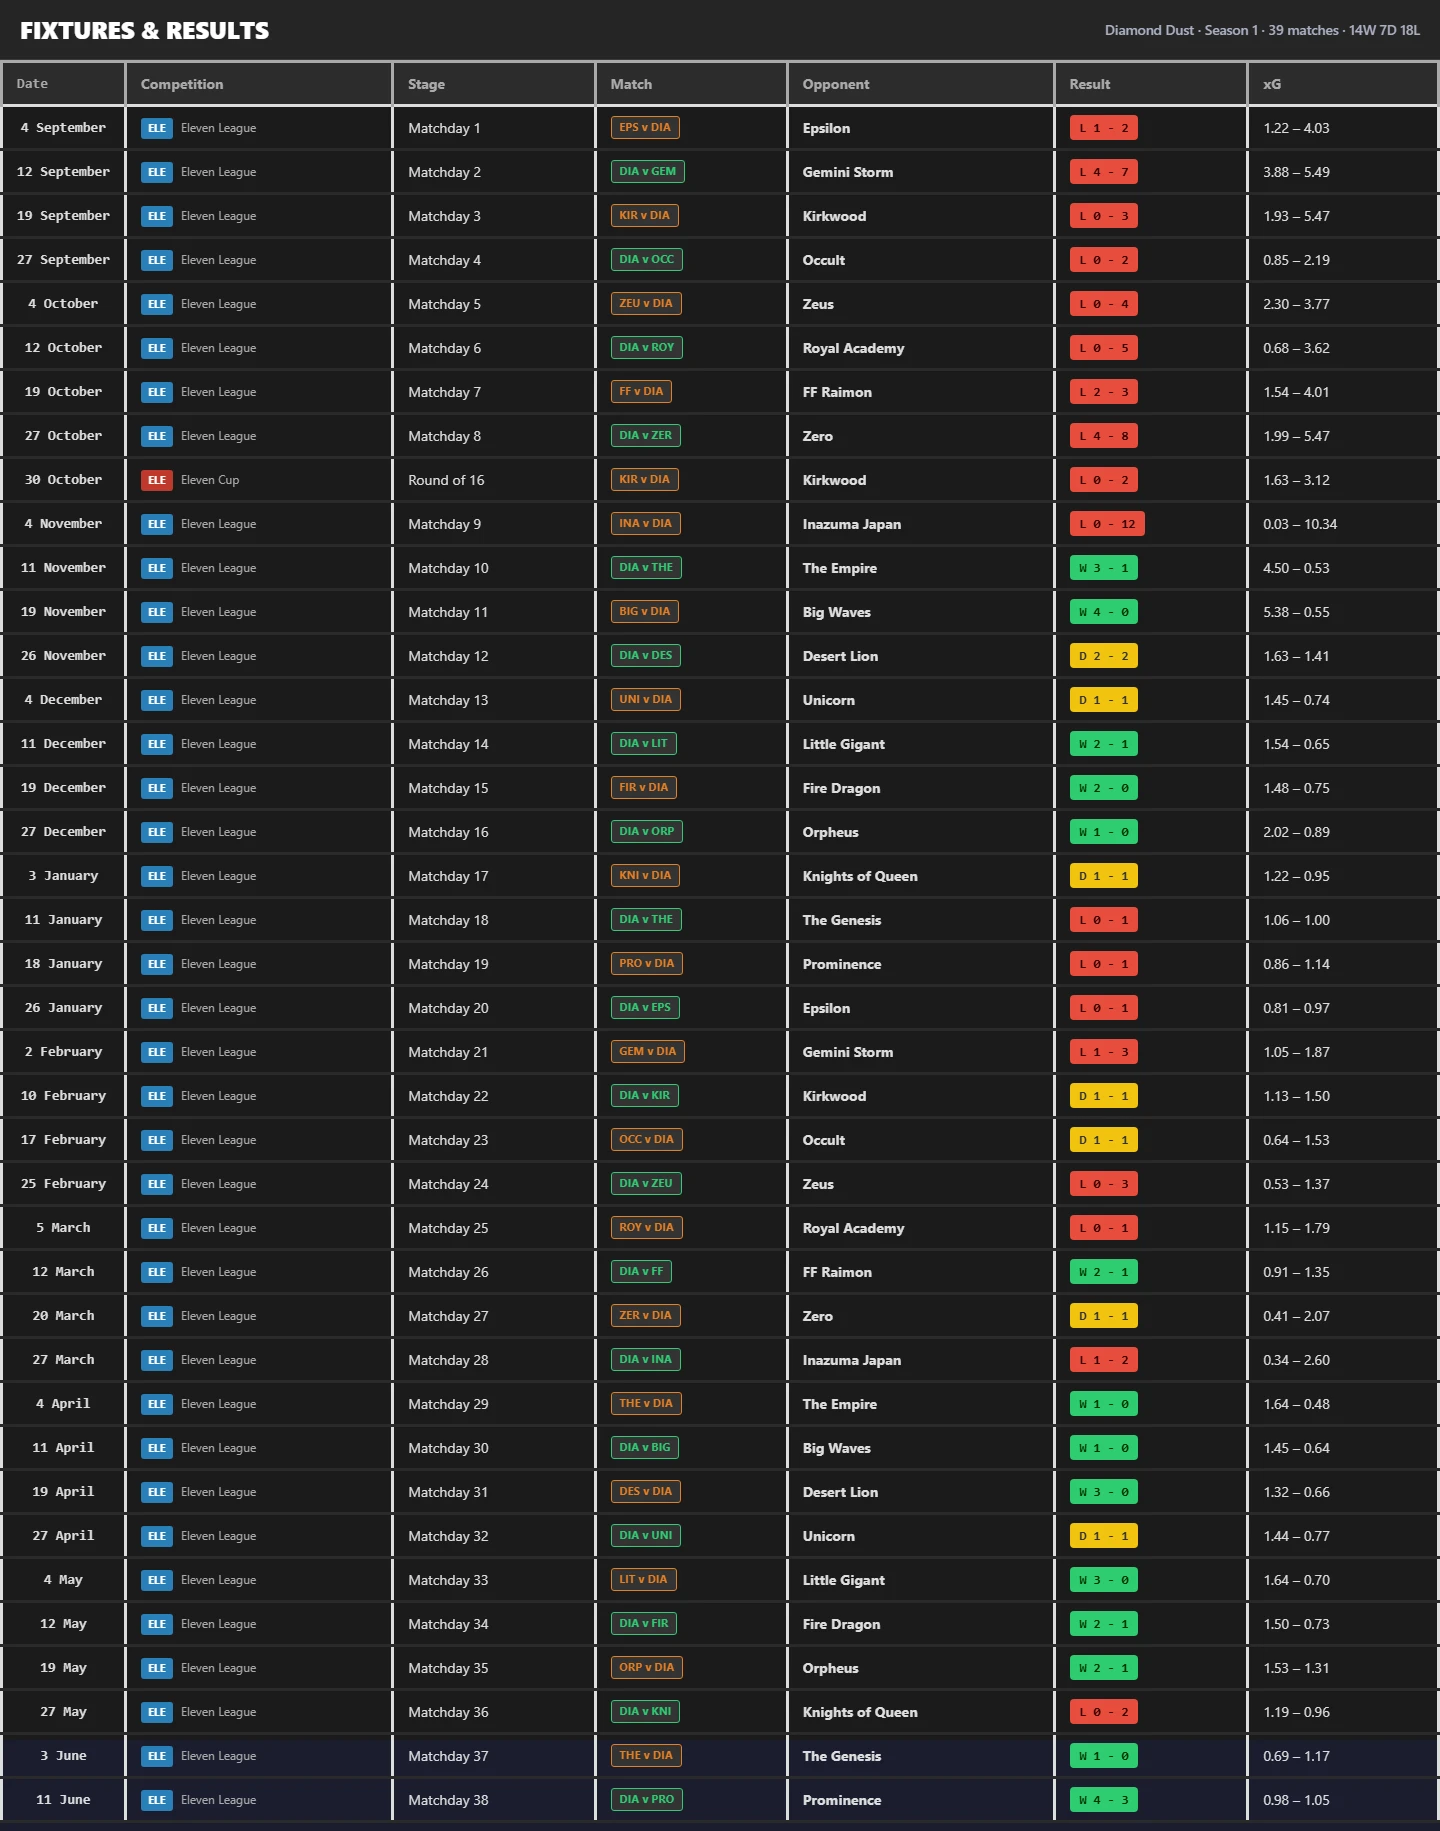 FIXTURES & RESULTS
Diamond Dust · Season 1 · 39 matches · 14W 7D 18L
Date Competition Stage Match Opponent Result xG
4 September ELE Eleven League Matchday 1 EPS v DIA Epsilon L 1 - 2 1.22 – 4.03
12 September ELE Eleven League Matchday 2 DIA v GEM Gemini Storm L 4 - 7 3.88 – 5.49
19 September ELE Eleven League Matchday 3 KIR v DIA Kirkwood L 0 - 3 1.93 – 5.47
27 September ELE Eleven League Matchday 4 DIA v OCC Occult L 0 - 2 0.85 – 2.19
4 October ELE Eleven League Matchday 5 ZEU v DIA Zeus L 0 - 4 2.30 – 3.77
12 October ELE Eleven League Matchday 6 DIA v ROY Royal Academy L 0 - 5 0.68 – 3.62
19 October ELE Eleven League Matchday 7 FF v DIA FF Raimon L 2 - 3 1.54 – 4.01
27 October ELE Eleven League Matchday 8 DIA v ZER Zero L 4 - 8 1.99 – 5.47
30 October ELE Eleven Cup Round of 16 KIR v DIA Kirkwood L 0 - 2 1.63 – 3.12
4 November ELE Eleven League Matchday 9 INA v DIA Inazuma Japan L 0 - 12 0.03 – 10.34
11 November ELE Eleven League Matchday 10 DIA v THE The Empire W 3 - 1 4.50 – 0.53
19 November ELE Eleven League Matchday 11 BIG v DIA Big Waves W 4 - 0 5.38 – 0.55
26 November ELE Eleven League Matchday 12 DIA v DES Desert Lion D 2 - 2 1.63 – 1.41
4 December ELE Eleven League Matchday 13 UNI v DIA Unicorn D 1 - 1 1.45 – 0.74
11 December ELE Eleven League Matchday 14 DIA v LIT Little Gigant W 2 - 1 1.54 – 0.65
19 December ELE Eleven League Matchday 15 FIR v DIA Fire Dragon W 2 - 0 1.48 – 0.75
27 December ELE Eleven League Matchday 16 DIA v ORP Orpheus W 1 - 0 2.02 – 0.89
3 January ELE Eleven League Matchday 17 KNI v DIA Knights of Queen D 1 - 1 1.22 – 0.95
11 January ELE Eleven League Matchday 18 DIA v THE The Genesis L 0 - 1 1.06 – 1.00
18 January ELE Eleven League Matchday 19 PRO v DIA Prominence L 0 - 1 0.86 – 1.14
26 January ELE Eleven League Matchday 20 DIA v EPS Epsilon L 0 - 1 0.81 – 0.97
2 February ELE Eleven League Matchday 21 GEM v DIA Gemini Storm L 1 - 3 1.05 – 1.87
10 February ELE Eleven League Matchday 22 DIA v KIR Kirkwood D 1 - 1 1.13 – 1.50
17 February ELE Eleven League Matchday 23 OCC v DIA Occult D 1 - 1 0.64 – 1.53
25 February ELE Eleven League Matchday 24 DIA v ZEU Zeus L 0 - 3 0.53 – 1.37
5 March ELE Eleven League Matchday 25 ROY v DIA Royal Academy L 0 - 1 1.15 – 1.79
12 March ELE Eleven League Matchday 26 DIA v FF FF Raimon W 2 - 1 0.91 – 1.35
20 March ELE Eleven League Matchday 27 ZER v DIA Zero D 1 - 1 0.41 – 2.07
27 March ELE Eleven League Matchday 28 DIA v INA Inazuma Japan L 1 - 2 0.34 – 2.60
4 April ELE Eleven League Matchday 29 THE v DIA The Empire W 1 - 0 1.64 – 0.48
11 April ELE Eleven League Matchday 30 DIA v BIG Big Waves W 1 - 0 1.45 – 0.64
19 April ELE Eleven League Matchday 31 DES v DIA Desert Lion W 3 - 0 1.32 – 0.66
27 April ELE Eleven League Matchday 32 DIA v UNI Unicorn D 1 - 1 1.44 – 0.77
4 May ELE Eleven League Matchday 33 LIT v DIA Little Gigant W 3 - 0 1.64 – 0.70
12 May ELE Eleven League Matchday 34 DIA v FIR Fire Dragon W 2 - 1 1.50 – 0.73
19 May ELE Eleven League Matchday 35 ORP v DIA Orpheus W 2 - 1 1.53 – 1.31
27 May ELE Eleven League Matchday 36 DIA v KNI Knights of Queen L 0 - 2 1.19 – 0.96
3 June ELE Eleven League Matchday 37 THE v DIA The Genesis W 1 - 0 0.69 – 1.17
11 June ELE Eleven League Matchday 38 DIA v PRO Prominence W 4 - 3 0.98 – 1.05